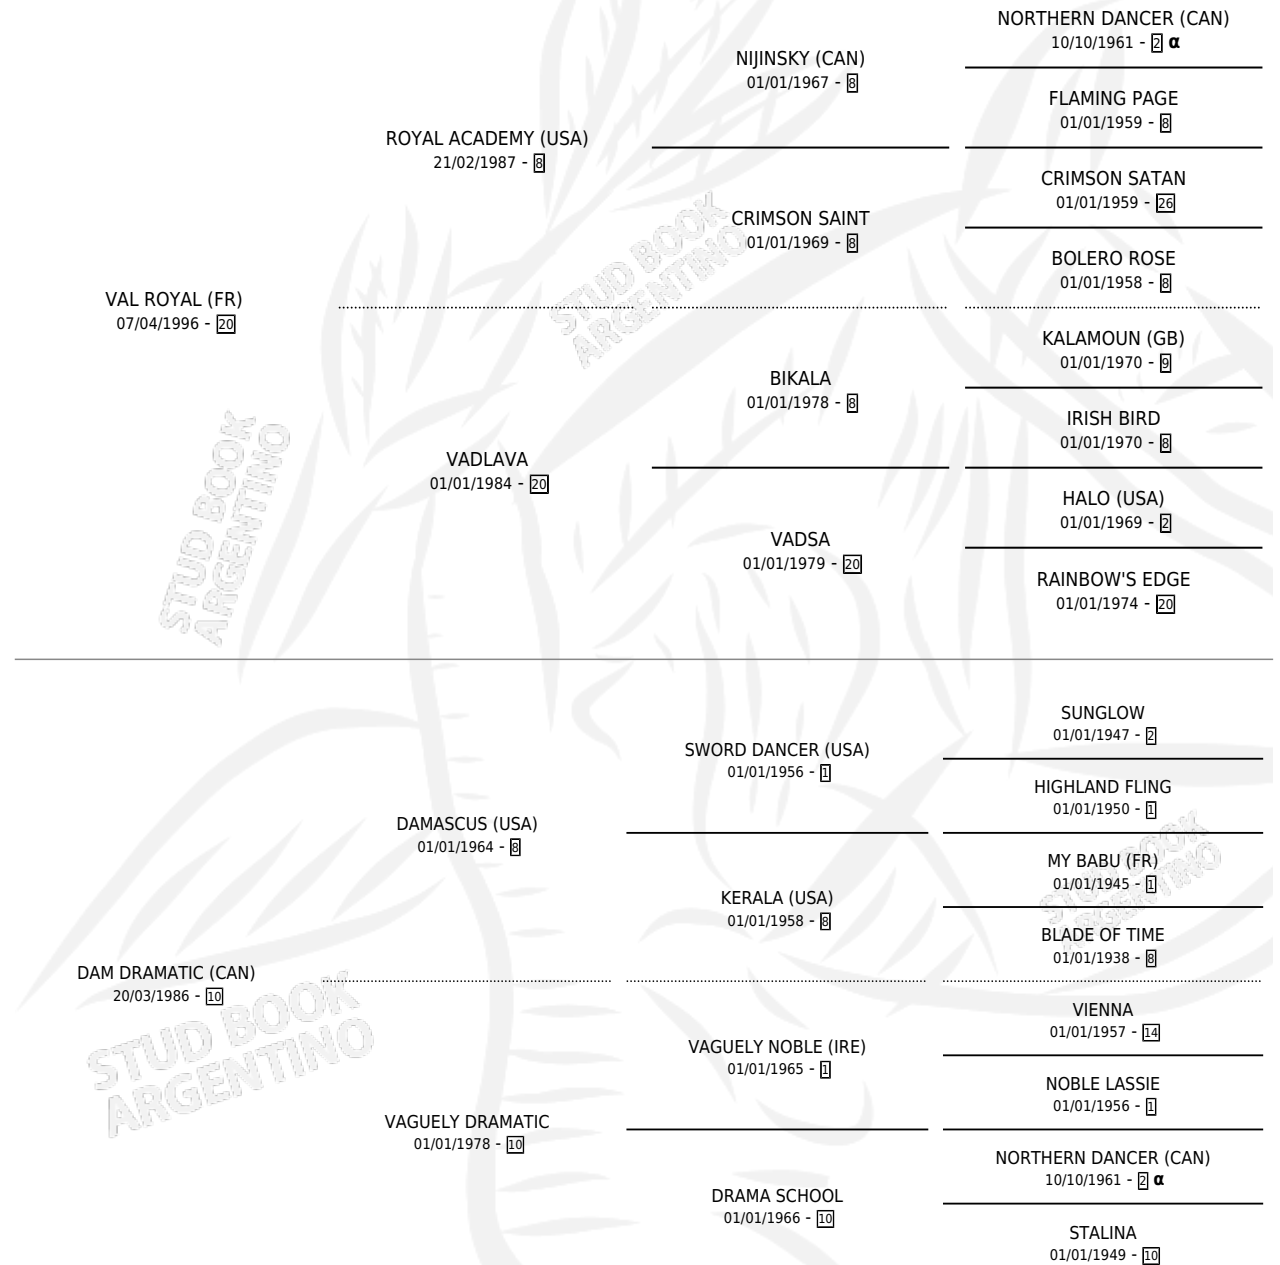 NORTHERN DANCER (CAN)
10/10/1961 - 2 α
NIJINSKY (CAN)
01/01/1967 - 8
FLAMING PAGE
01/01/1959 - 8
ROYAL ACADEMY (USA)
21/02/1987 - 8
CRIMSON SATAN
01/01/1959 - 26
CRIMSON SAINT
01/01/1969 - 8
BOLERO ROSE
01/01/1958 - 8
STUD BOOK
ARGENTINO
VAL ROYAL (FR)
07/04/1996 - 20
KALAMOUN (GB)
01/01/1970 - 9
BIKALA
01/01/1978 - 8
IRISH BIRD
01/01/1970 - 8
VADLAVA
01/01/1984 - 20
HALO (USA)
01/01/1969 - 2
VADSA
01/01/1979 - 20
RAINBOW'S EDGE
01/01/1974 - 20
STUD BOOK
ARGENTINO
SUNGLOW
01/01/1947 - 2
SWORD DANCER (USA)
01/01/1956 - 1
HIGHLAND FLING
01/01/1950 - 1
DAMASCUS (USA)
01/01/1964 - 8
MY BABU (FR)
01/01/1945 - 1
KERALA (USA)
01/01/1958 - 8
BLADE OF TIME
01/01/1938 - 8
STUD BOOK
ARGENTINO
DAM DRAMATIC (CAN)
20/03/1986 - 10
VIENNA
01/01/1957 - 14
VAGUELY NOBLE (IRE)
01/01/1965 - 1
NOBLE LASSIE
01/01/1956 - 1
VAGUELY DRAMATIC
01/01/1978 - 10
NORTHERN DANCER (CAN)
10/10/1961 - 2 α
DRAMA SCHOOL
01/01/1966 - 10
STALINA
01/01/1949 - 10
STUD BOOK
ARGENTINO